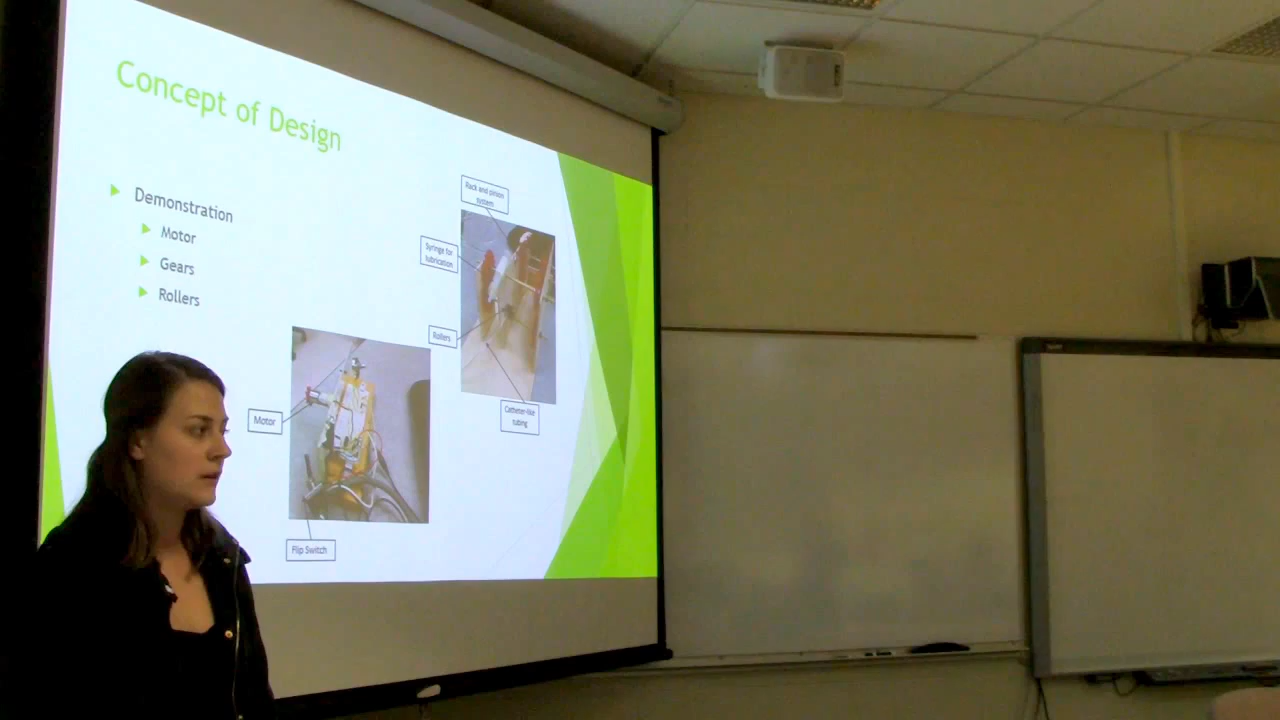 Concept of Design
Demonstration
Motor
Gears
Rollers
Rack and pinion
system
Syringe for
lubrication
Rollers
Catheter-like
tubing
Motor
Flip Switch